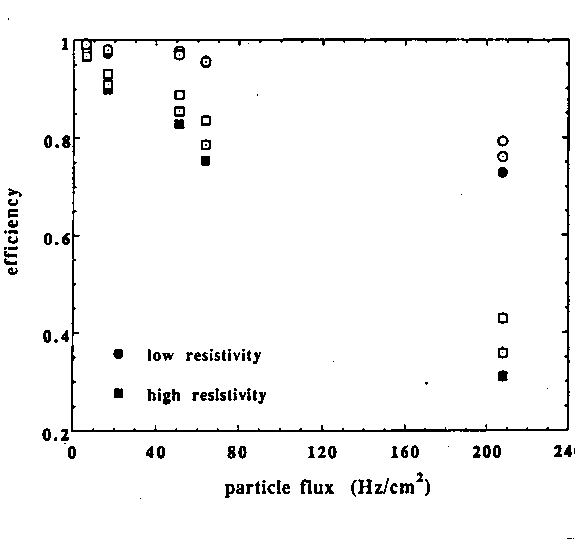 1
0.8
0.6
0.4
0.2
efficiency
low resistivity
high resistivity
0 40 80 120 160 200 24
particle flux (Hz/cm²)